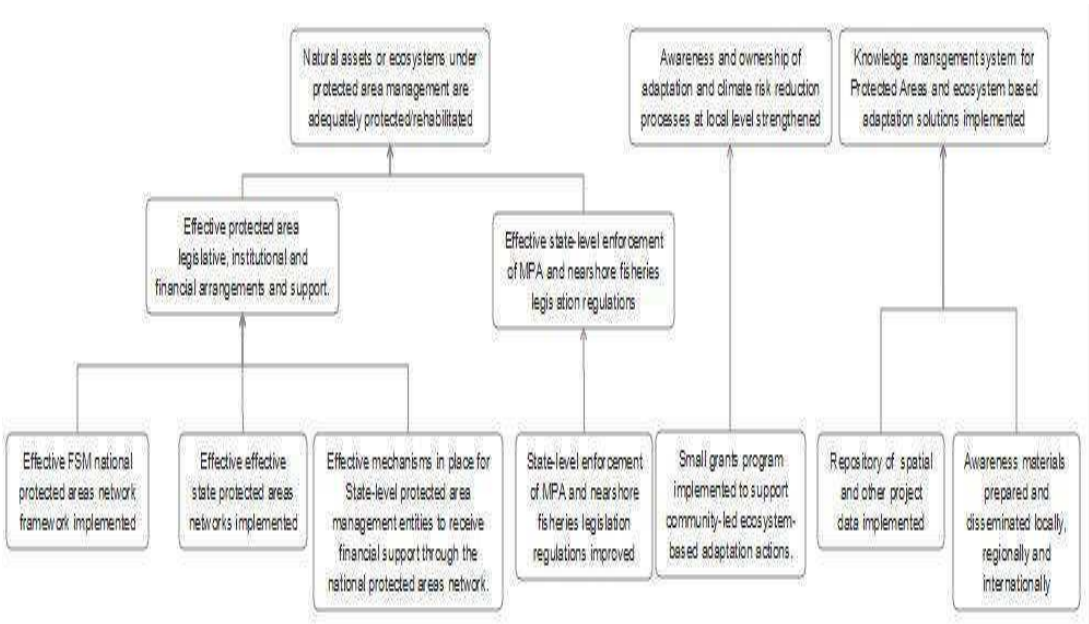 Natural assets or ecosystems under
protected area management are
adequately protected/rehabilitated
Awareness and ownership of
adaptation and climate risk reduction
processes at local level strengthened
Knowledge mansgement system for
Protected Areas and ecosystem based
adaptation solutions implemented
Effective protected area
legislative, institutional and
financial arrangements and support.
Effective state-level enforcement
of MPA and nearshore fisheries
legislation regulations
Effective FSM national
protected areas network
framework implemented
Effective effective
state protected areas
networks implemented
Effective mechanisms in place for
State-level protected area
management entities to receive
financial support through the
national protected areas network.
State-level enforcement
of MPA and nearshore
fisheries legislation
regulations improved
Small grants program
implemented to support
community-led ecosystem-
based adaptation actions.
Repository of spatial
and other project
data implemented
Awareness materials
prepared and
disseminated locally,
regionally and
internationally